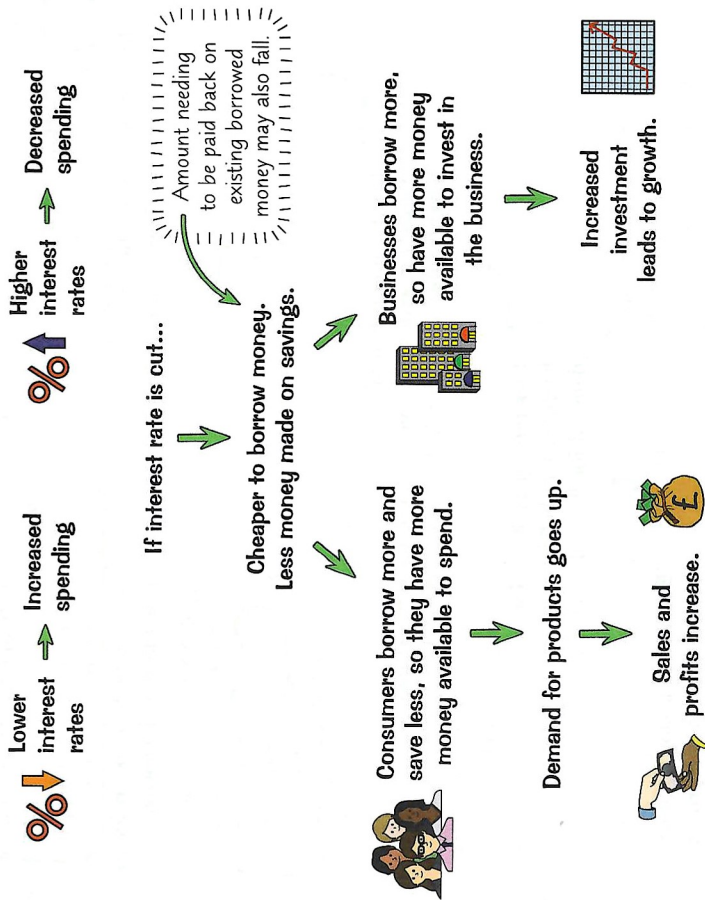 %
Lower
interest
rates
Increased
spending
%
Higher
interest
rates
Decreased
spending
If interest rate is cut...
Amount needing
to be paid back on
existing borrowed
money may also fall.
Cheaper to borrow money.
Less money made on savings.
Consumers borrow more and
save less, so they have more
money available to spend.
Demand for products goes up.
Sales and
profits increase.
£
Businesses borrow more,
so have more money
available to invest in
the business.
Increased
investment
leads to growth.